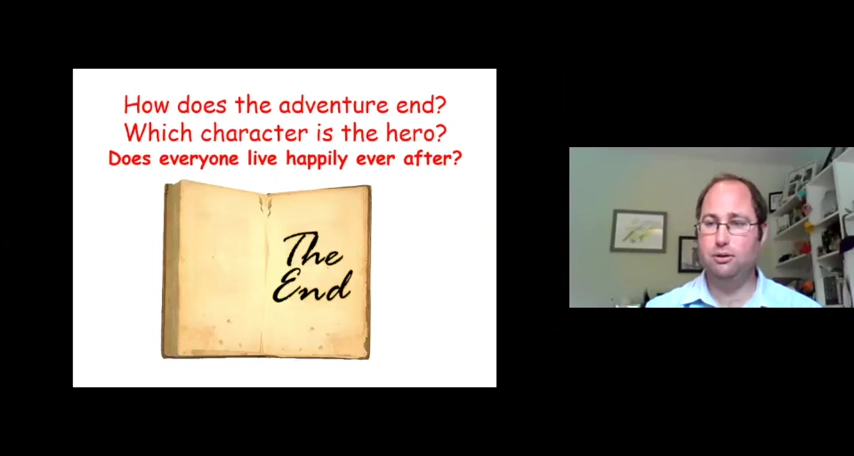 How does the adventure end?
Which character is the hero?
Does everyone live happily ever after?
The
End